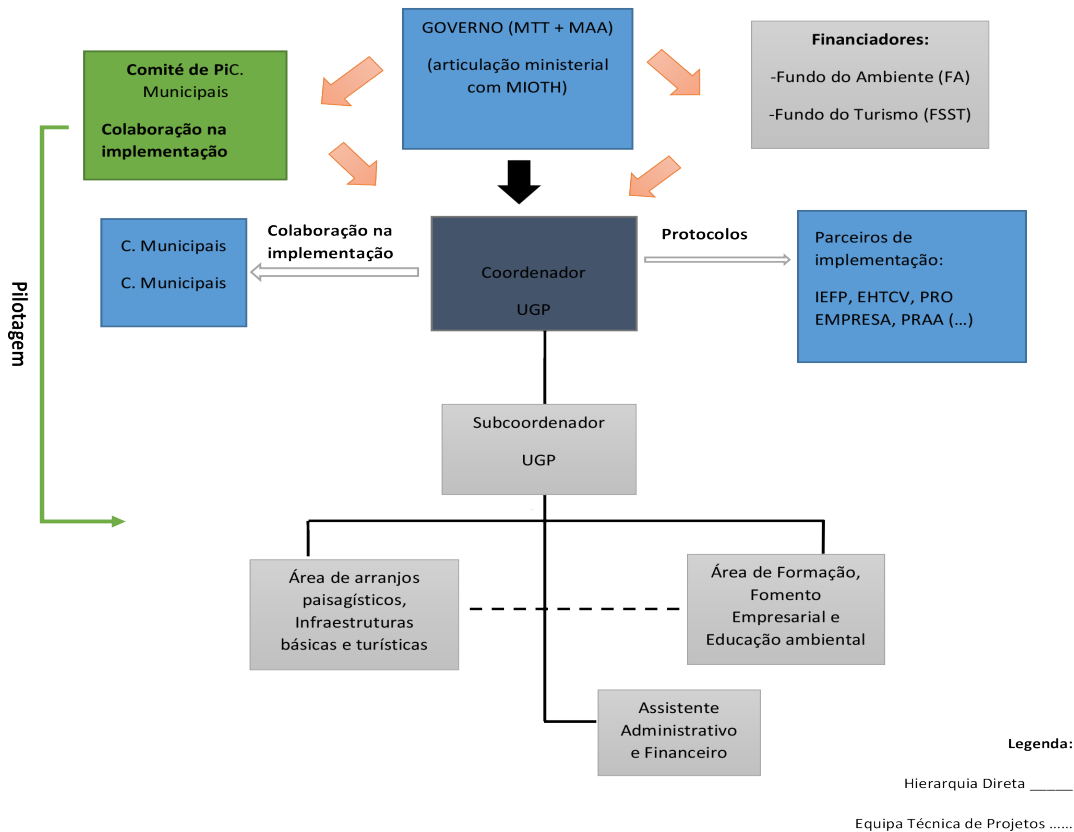 GOVERNO (MTT + MAA)
(articulação ministerial
com MIOTH)
Comité de PiC.
Municipais
Colaboração na
implementação
Financiadores:
-Fundo do Ambiente (FA)
-Fundo do Turismo (FSST)
C. Municipais
C. Municipais
Colaboração na
implementação
Coordenador
UGP
Protocolos
Parceiros de
implementação:
IEFP, EHTCV, PRO
EMPRESA, PRAA (...)
Pilotagem
Subcoordenador
UGP
Área de arranjos
paisagísticos,
Infraestruturas
básicas e turísticas
Área de Formação,
Fomento
Empresarial e
Educação ambiental
Assistente
Administrativo
e Financeiro
Legenda:
Hierarquia Direta _____
Equipa Técnica de Projetos ......